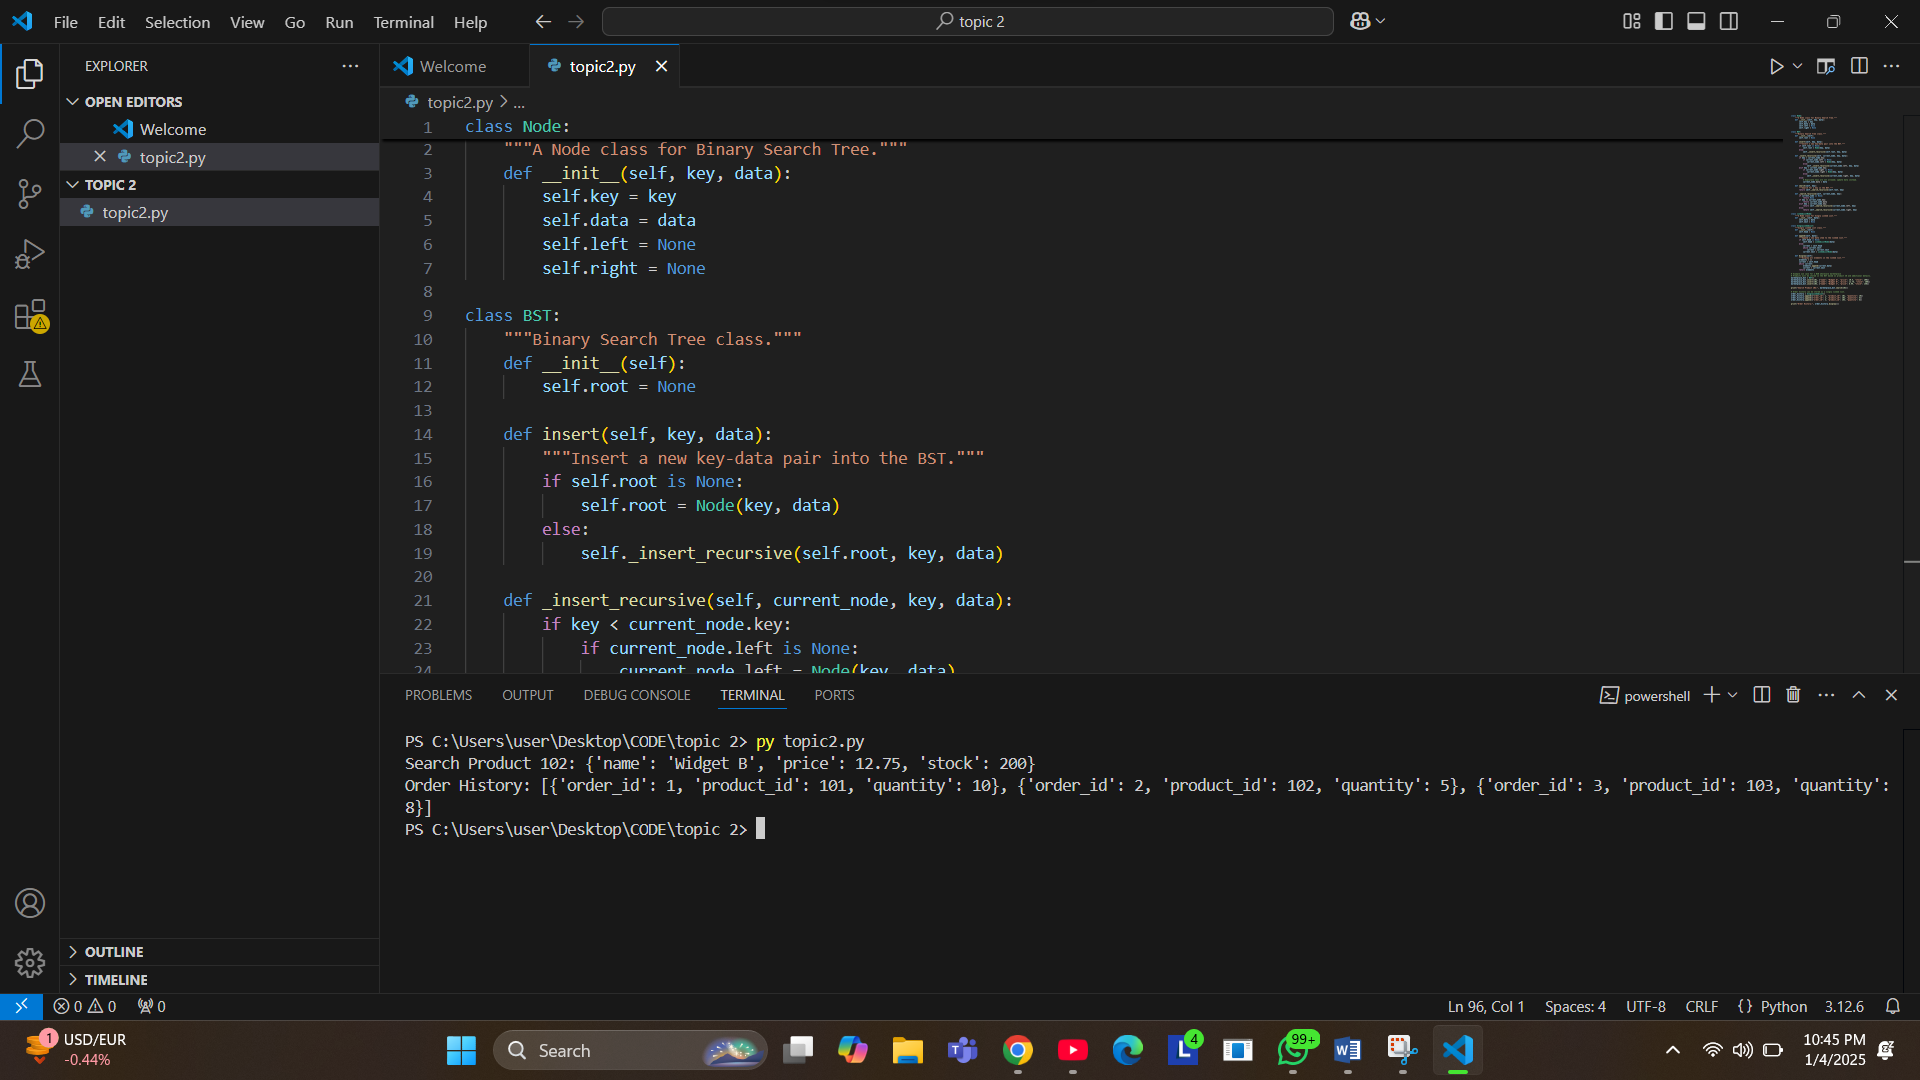 File Edit Selection View Go Run Terminal Help
topic 2
EXPLORER
OPEN EDITORS
Welcome
topic2.py
TOPIC 2
topic2.py
OUTLINE
TIMELINE
Welcome topic2.py
topic2.py > ...
1 class Node:
2 """A Node class for Binary Search Tree."""
3 def __init__(self, key, data):
4 self.key = key
5 self.data = data
6 self.left = None
7 self.right = None
8
9 class BST:
10 """Binary Search Tree class."""
11 def __init__(self):
12 self.root = None
13
14 def insert(self, key, data):
15 """Insert a new key-data pair into the BST."""
16 if self.root is None:
17 self.root = Node(key, data)
18 else:
19 self._insert_recursive(self.root, key, data)
20
21 def _insert_recursive(self, current_node, key, data):
22 if key < current_node.key:
23 if current_node.left is None:
24 current_node.left = Node(key, data)
PROBLEMS OUTPUT DEBUG CONSOLE TERMINAL PORTS
powershell
PS C:\Users\user\Desktop\CODE\topic 2> py topic2.py
Search Product 102: {'name': 'Widget B', 'price': 12.75, 'stock': 200}
Order History: [{'order_id': 1, 'product_id': 101, 'quantity': 10}, {'order_id': 2, 'product_id': 102, 'quantity': 5}, {'order_id': 3, 'product_id': 103, 'quantity':
8}]
PS C:\Users\user\Desktop\CODE\topic 2>
0 0 0
Ln 96, Col 1 Spaces: 4 UTF-8 CRLF {} Python 3.12.6
1
USD/EUR
-0.44%
Search
4
99+
10:45 PM
1/4/2025